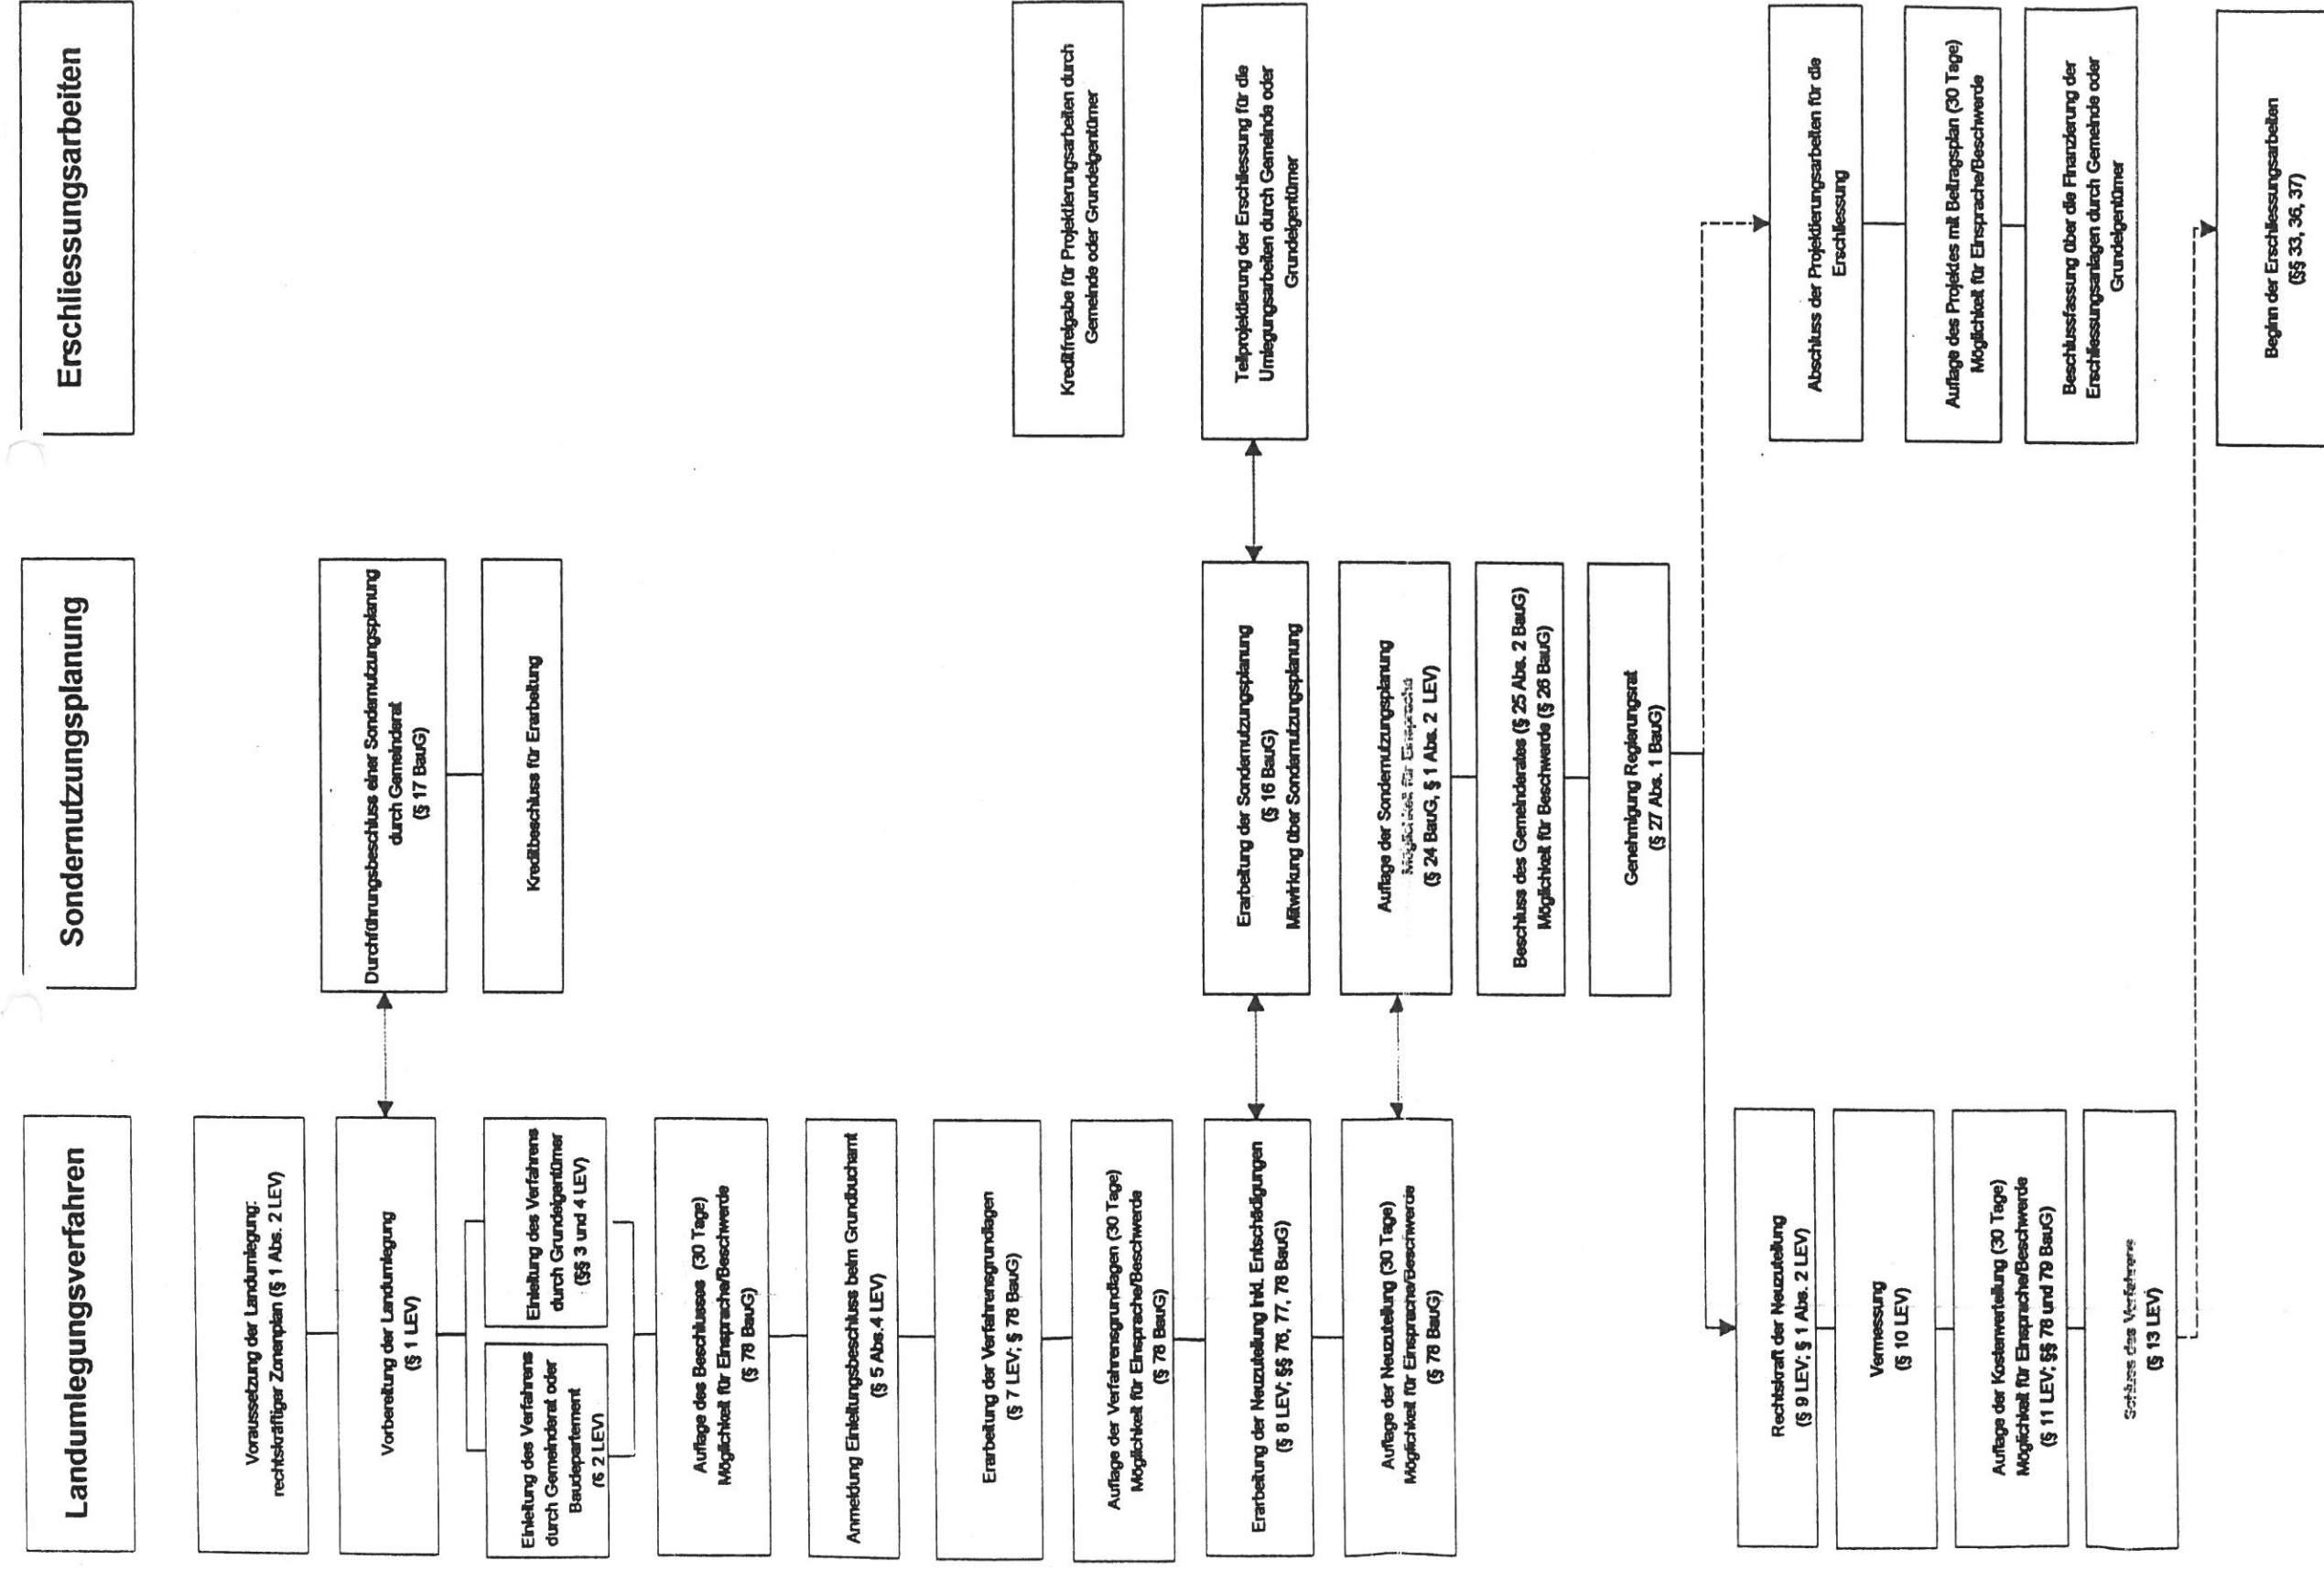 Landumlegungsverfahren
Sondernutzungsplanung
Erschliessungsarbeiten
Voraussetzung der Landumlegung:
rechtskräftiger Zonenplan (§ 1 Abs. 2 LEV)
Vorbereitung der Landumlegung
(§ 1 LEV)
Durchführungsbeschluss einer Sondernutzungsplanung
durch Gemeinderat
(§ 17 BauG)
Einleitung des Verfahrens
durch Gemeinderat oder
Baudepartement
(§ 2 LEV)
Einleitung des Verfahrens
durch Grundeigentümer
(§§ 3 und 4 LEV)
Kreditbeschluss für Erarbeitung
Auflage des Beschlusses (30 Tage)
Möglichkeit für Einsprache/Beschwerde
(§ 78 BauG)
Anmeldung Einleitungsbeschluss beim Grundbuchamt
(§ 5 Abs.4 LEV)
Erarbeitung der Verfahrensgrundlagen
(§ 7 LEV; § 78 BauG)
Kreditfreigabe für Projektierungsarbeiten durch
Gemeinde oder Grundeigentümer
Auflage der Verfahrensgrundlagen (30 Tage)
Möglichkeit für Einsprache/Beschwerde
(§ 78 BauG)
Erarbeitung der Neuzuteilung inkl. Entschädigungen
(§ 8 LEV; §§ 76, 77, 78 BauG)
Erarbeitung der Sondernutzungsplanung
(§ 16 BauG)
Mitwirkung über Sondernutzungsplanung
Teilprojektierung der Erschliessung für die
Umlegungsarbeiten durch Gemeinde oder
Grundeigentümer
Auflage der Neuzuteilung (30 Tage)
Möglichkeit für Einsprache/Beschwerde
(§ 78 BauG)
Auflage der Sondernutzungsplanung
Möglichkeit für Einsprache
(§ 24 BauG, § 1 Abs. 2 LEV)
Beschluss des Gemeinderates (§ 25 Abs. 2 BauG)
Möglichkeit für Beschwerde (§ 26 BauG)
Genehmigung Regierungsrat
(§ 27 Abs. 1 BauG)
Rechtskraft der Neuzuteilung
(§ 9 LEV; § 1 Abs. 2 LEV)
Abschluss der Projektierungsarbeiten für die
Erschliessung
Vermessung
(§ 10 LEV)
Auflage des Projektes mit Beitragsplan (30 Tage)
Möglichkeit für Einsprache/Beschwerde
Auflage der Kostenverteilung (30 Tage)
Möglichkeit für Einsprache/Beschwerde
(§ 11 LEV; §§ 78 und 79 BauG)
Beschlussfassung über die Finanzierung der
Erschliessungsanlagen durch Gemeinde oder
Grundeigentümer
Schluss des Verfahrens
(§ 13 LEV)
Beginn der Erschliessungsarbeiten
(§§ 33, 36, 37)